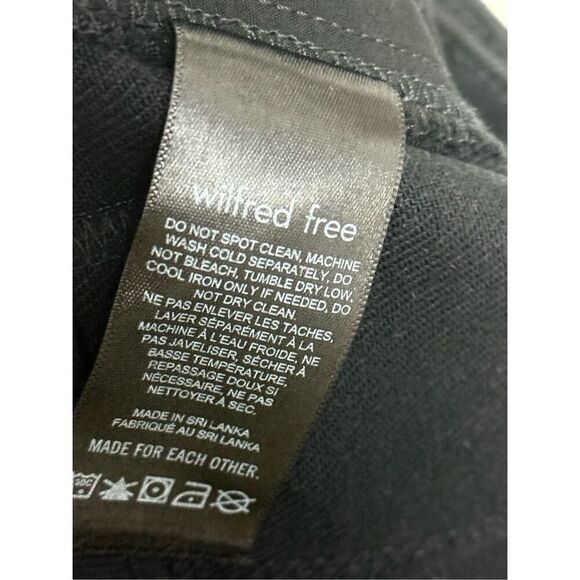 wilfred free
DO NOT SPOT CLEAN, MACHINE
WASH COLD SEPARATELY, DO
NOT BLEACH, TUMBLE DRY LOW,
COOL IRON ONLY IF NEEDED, DO
NOT DRY CLEAN.
NE PAS ENLEVER LES TACHES,
LAVER SÉPARÉMENT À LA
MACHINE À L'EAU FROIDE, NE
PAS JAVELISER, SÉCHER À
BASSE TEMPÉRATURE,
REPASSAGE DOUX SI
NÉCESSAIRE, NE PAS
NETTOYER À SEC.
MADE IN SRI LANKA
FABRIQUÉ AU SRI LANKA
MADE FOR EACH OTHER.
30C